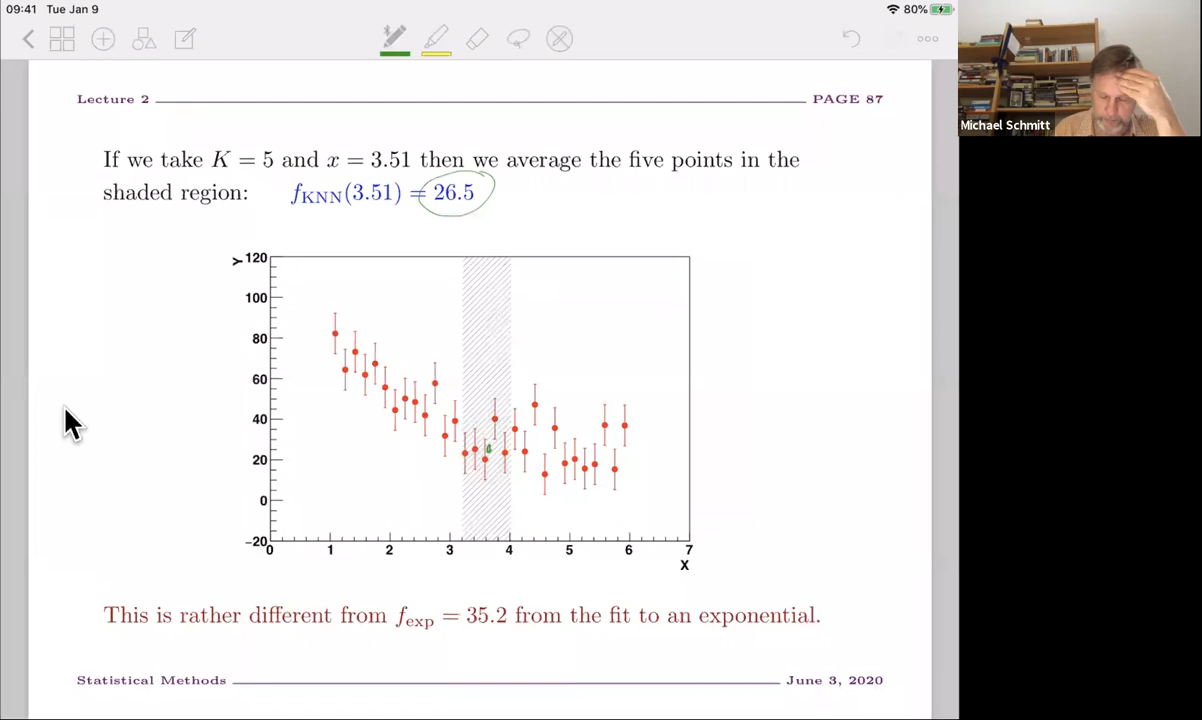 09:41 Tue Jan 9
80%
Michael Schmitt
Lecture 2 PAGE 87
If we take K = 5 and x = 3.51 then we average the five points in the
shaded region: fKNN(3.51) = 26.5
Y
120
100
80
60
40
20
0
−20
0 1 2 3 4 5 6 7
X
This is rather different from fexp = 35.2 from the fit to an exponential.
Statistical Methods June 3, 2020